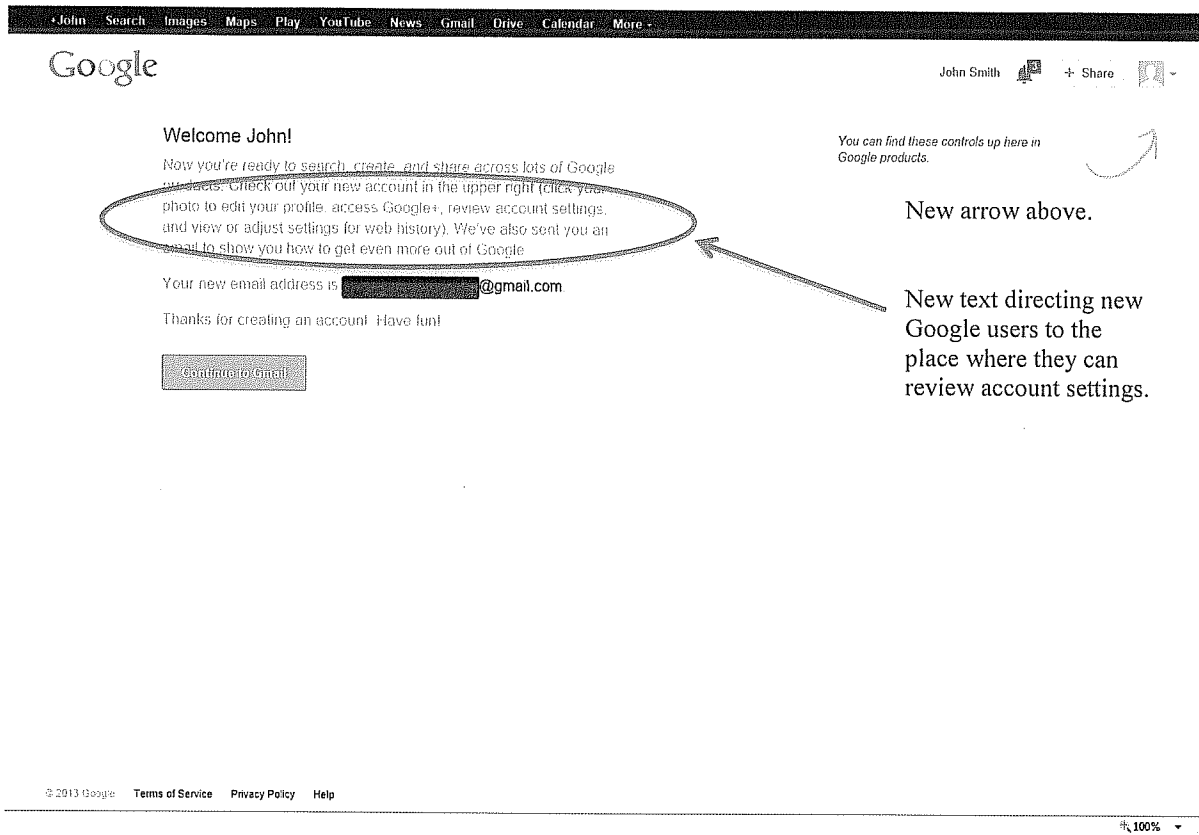 +John Search Images Maps Play YouTube News Gmail Drive Calendar More
Google
John Smith + Share
Welcome John!
Now you're ready to search, create, and share across lots of Google
products. Check out your new account in the upper right (click your
photo to edit your profile, access Google+, review account settings,
and view or adjust settings for web history). We've also sent you an
email to show you how to get even more out of Google.
Your new email address is @gmail.com.
Thanks for creating an account. Have fun!
Continue to Gmail
You can find these controls up here in
Google products.
New arrow above.
New text directing new
Google users to the
place where they can
review account settings.
© 2013 Google Terms of Service Privacy Policy Help
100%